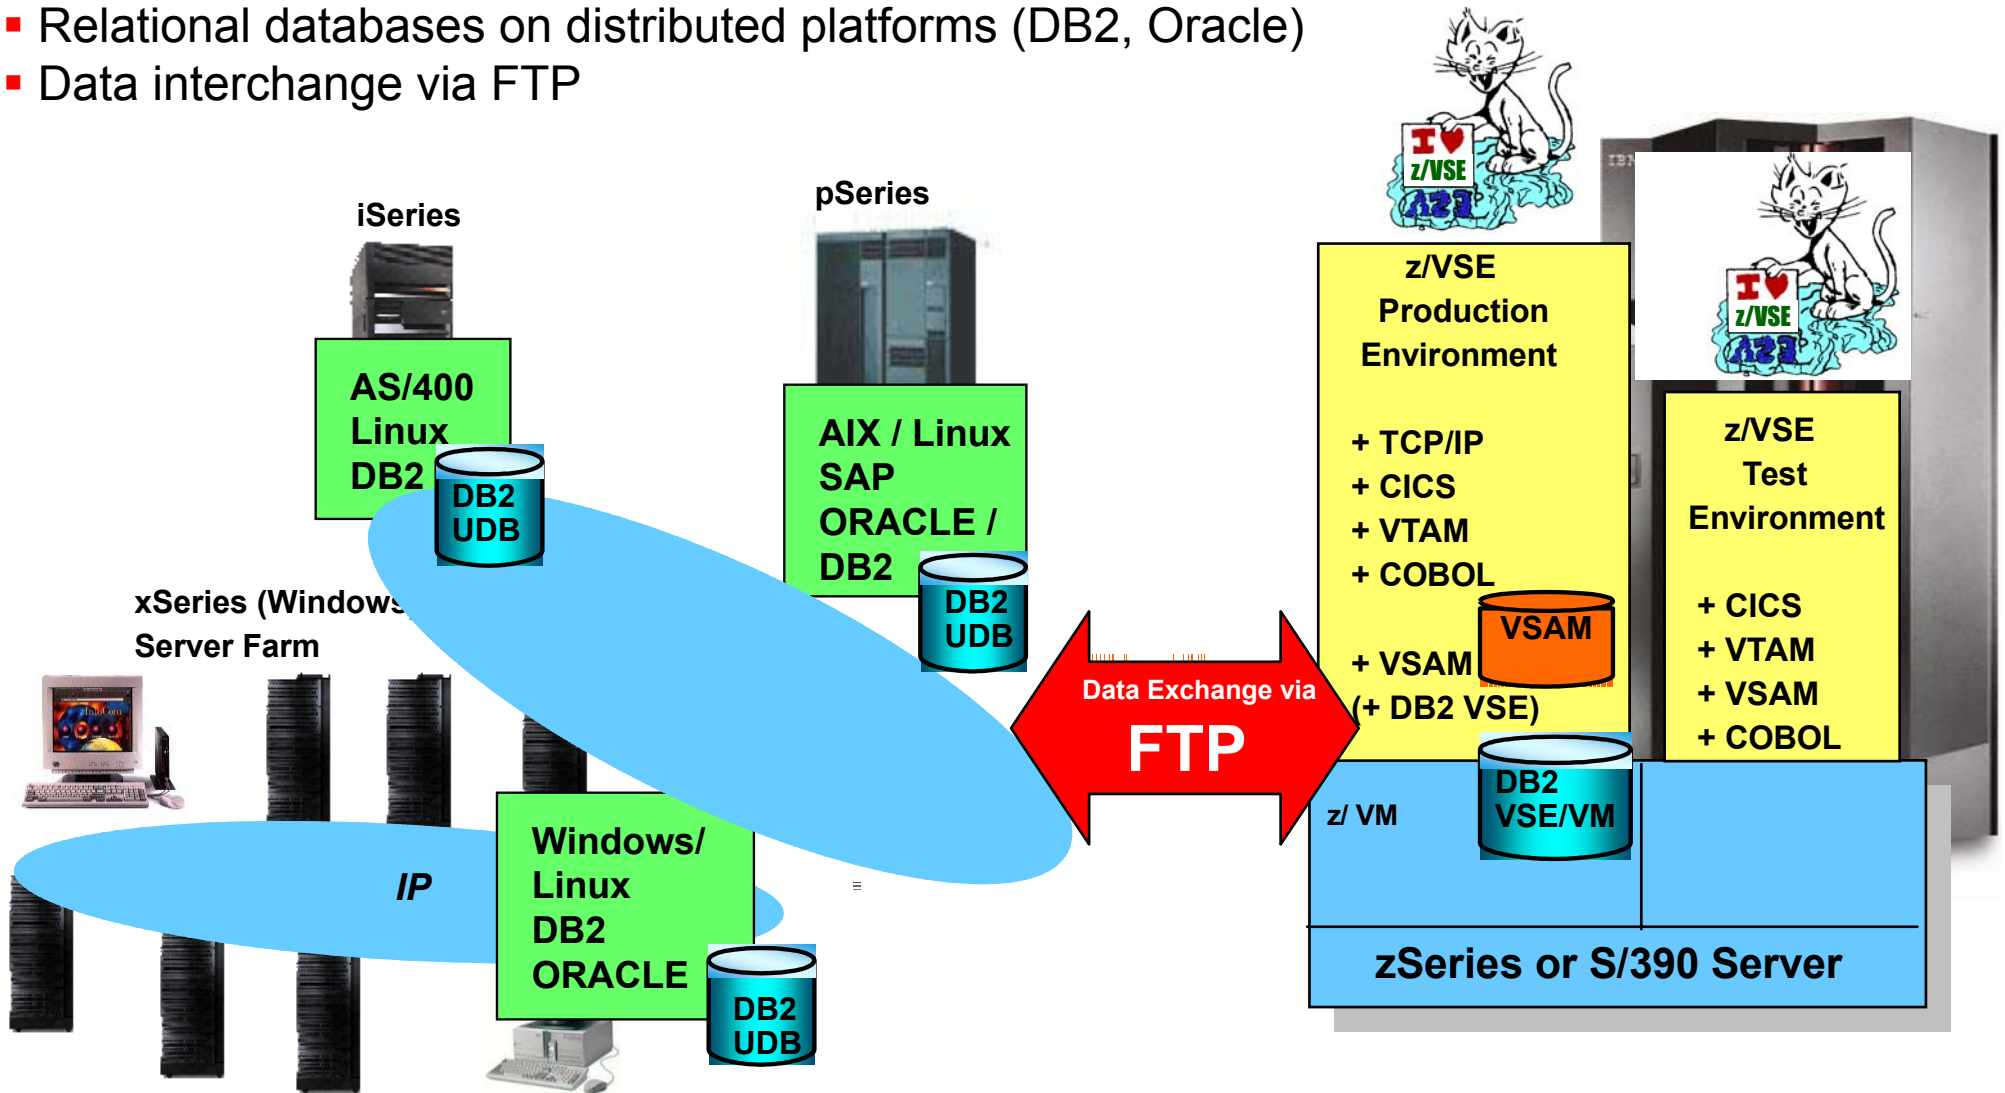 Relational databases on distributed platforms (DB2, Oracle)
Data interchange via FTP
iSeries
AS/400
Linux
DB2
DB2
UDB
pSeries
AIX / Linux
SAP
ORACLE /
DB2
DB2
UDB
xSeries (Windows
Server Farm
InfoCom
IP
Windows/
Linux
DB2
ORACLE
DB2
UDB
Data Exchange via
FTP
I ♥
z/VSE
z/VSE
Production
Environment
+ TCP/IP
+ CICS
+ VTAM
+ COBOL
+ VSAM
(+ DB2 VSE)
VSAM
IBM
I ♥
z/VSE
z/VSE
Test
Environment
+ CICS
+ VTAM
+ VSAM
+ COBOL
z/ VM
DB2
VSE/VM
zSeries or S/390 Server